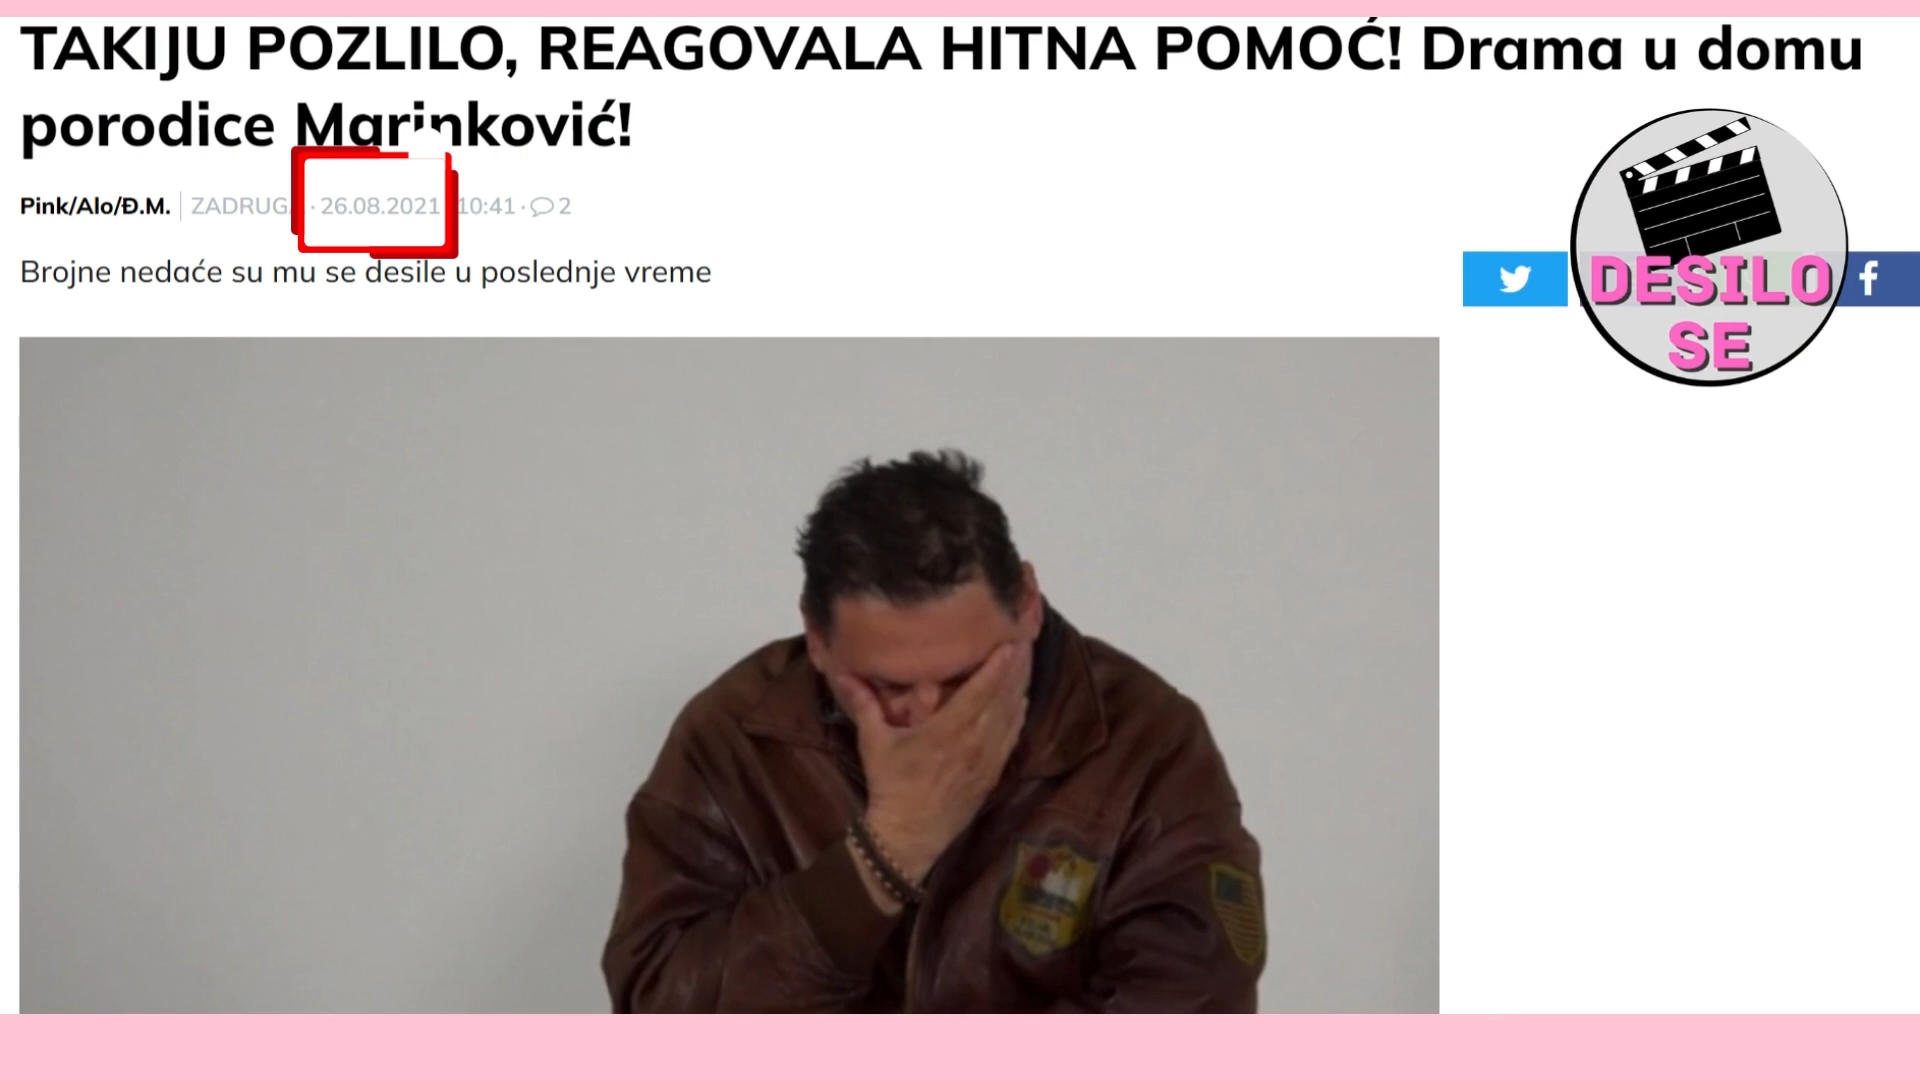 TAKIJU POZLILO, REAGOVALA HITNA POMOĆ! Drama u domu
porodice Marinković!
Pink/Alo/Đ.M. ZADRUGA · 26.08.2021 10:41 · 2
Brojne nedaće su mu se desile u poslednje vreme
DESILO
SE